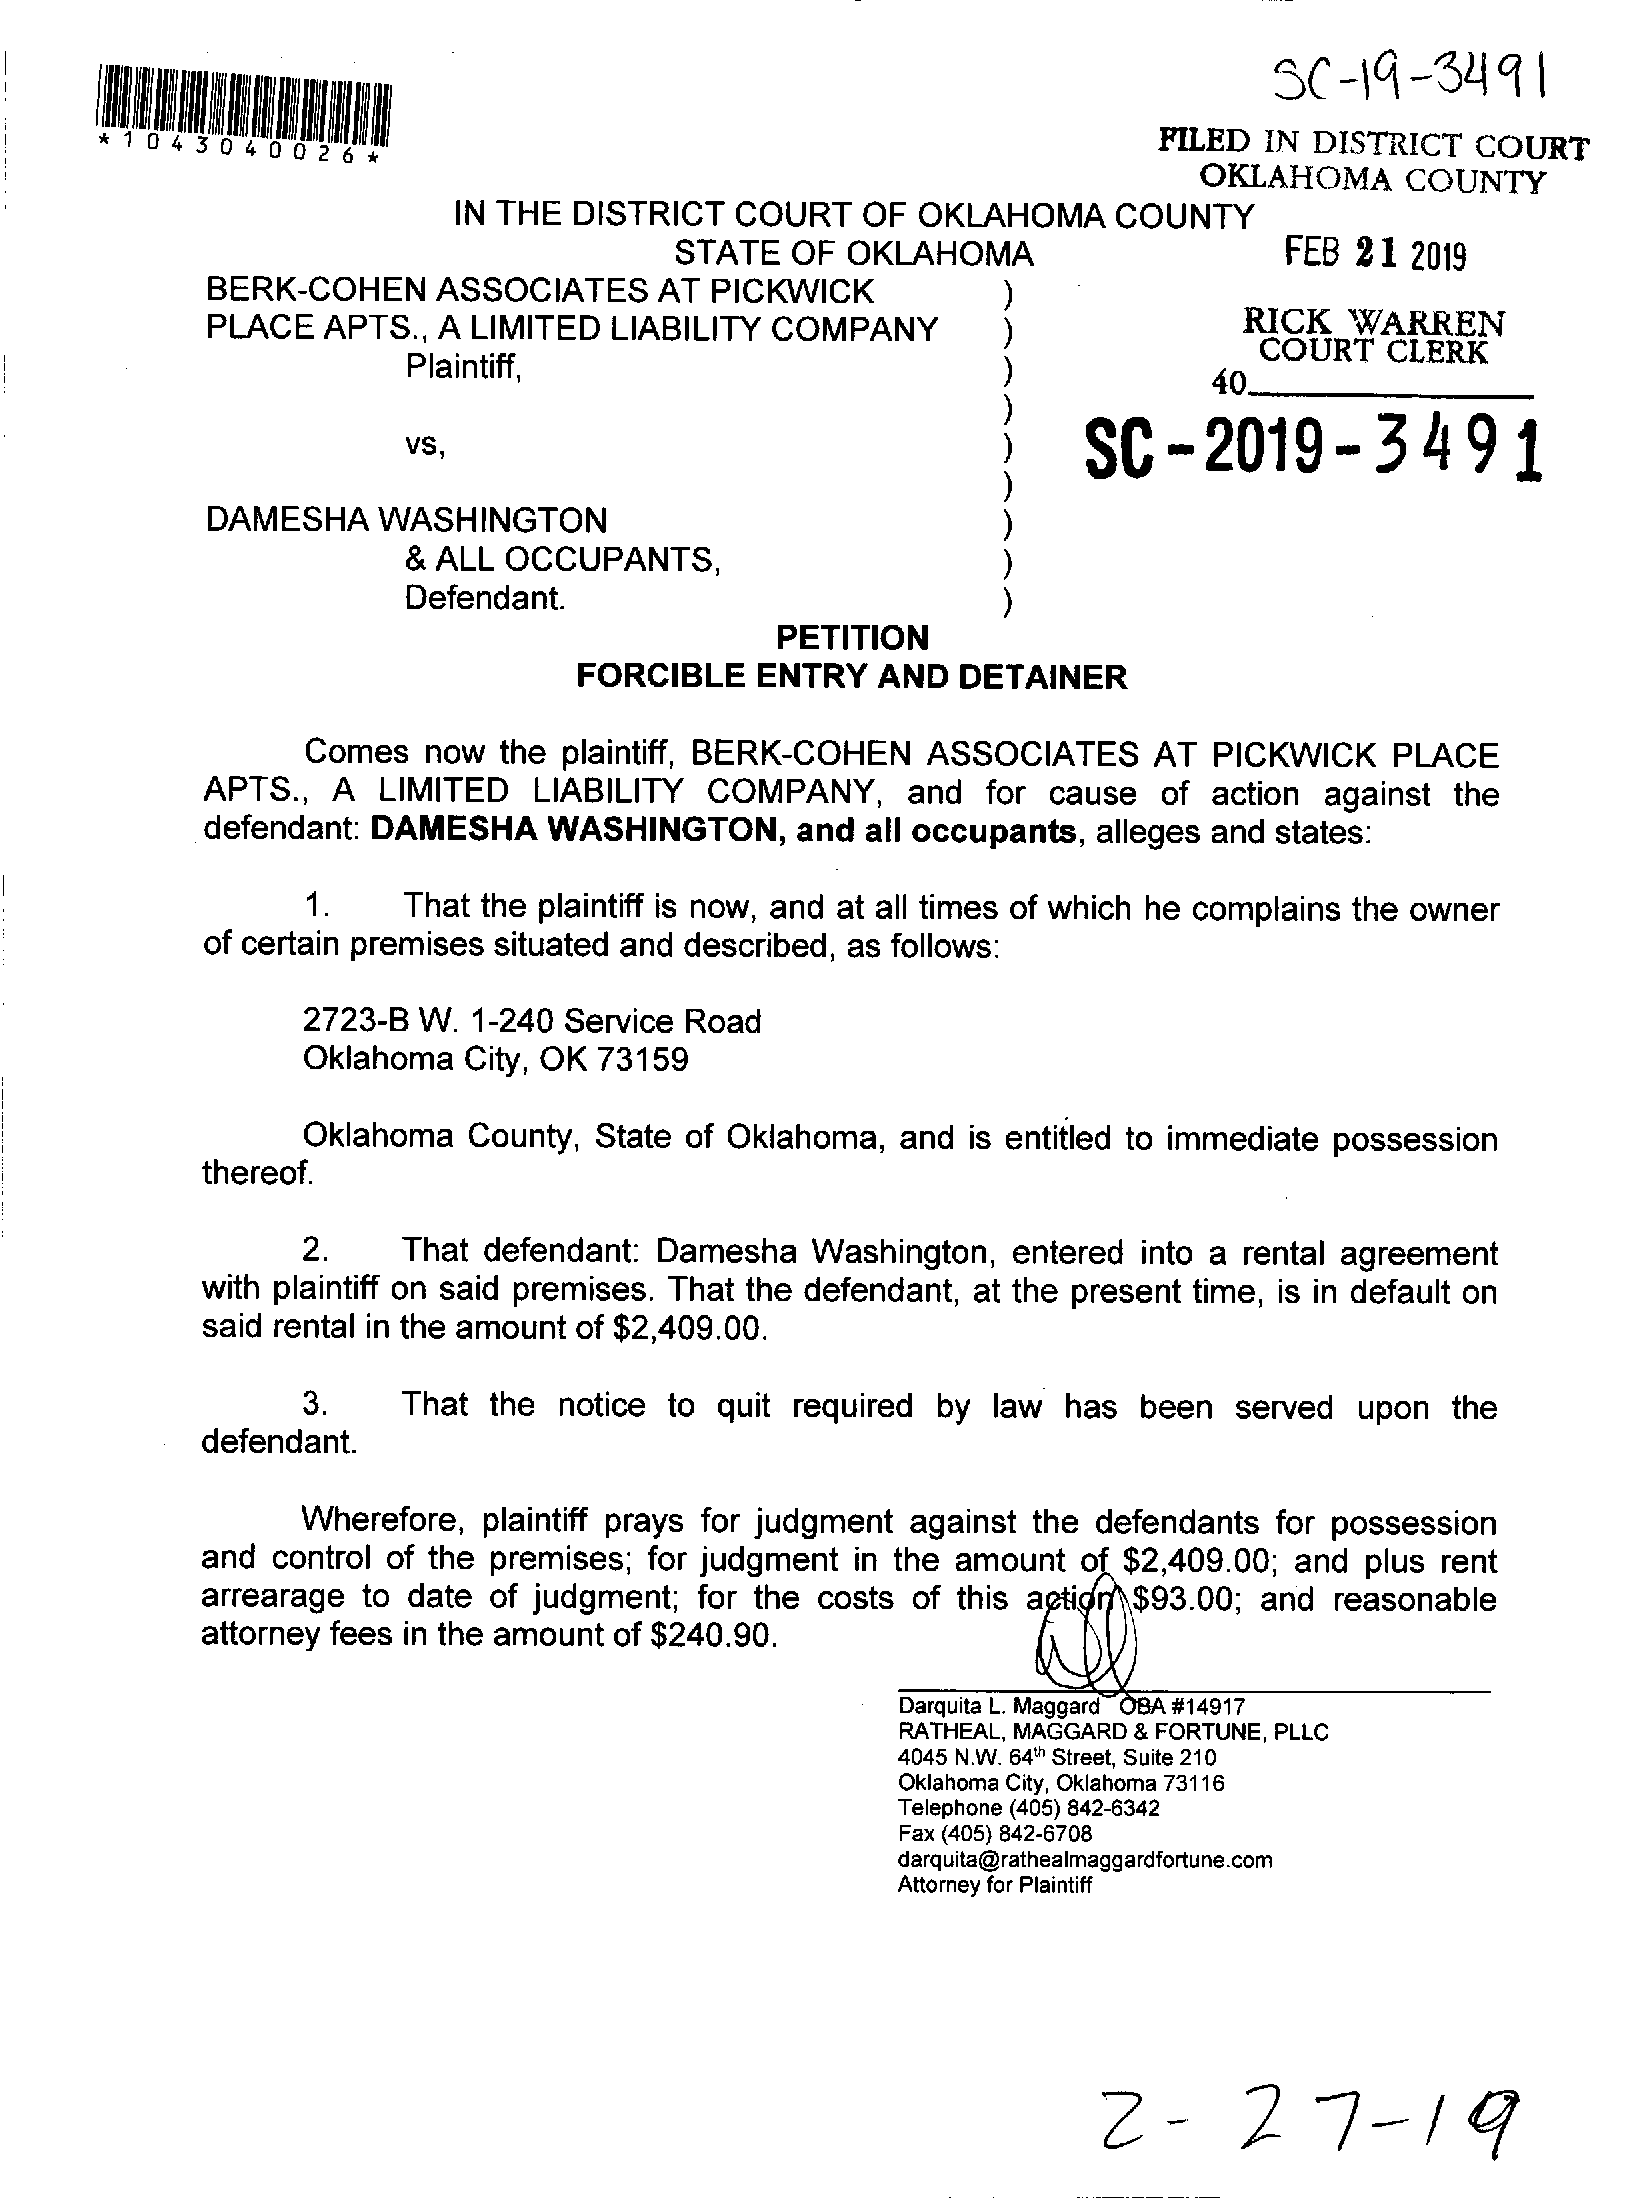 SC-19-3491
*1043040026*
FILED IN DISTRICT COURT
OKLAHOMA COUNTY
IN THE DISTRICT COURT OF OKLAHOMA COUNTY
STATE OF OKLAHOMA
FEB 21 2019
BERK-COHEN ASSOCIATES AT PICKWICK )
PLACE APTS., A LIMITED LIABILITY COMPANY )
RICK WARREN
COURT CLERK
Plaintiff, )
40
)
vs, )
SC-2019-3491
)
DAMESHA WASHINGTON )
& ALL OCCUPANTS, )
Defendant. )
PETITION
FORCIBLE ENTRY AND DETAINER
Comes now the plaintiff, BERK-COHEN ASSOCIATES AT PICKWICK PLACE
APTS., A LIMITED LIABILITY COMPANY, and for cause of action against the
defendant: DAMESHA WASHINGTON, and all occupants, alleges and states:
1. That the plaintiff is now, and at all times of which he complains the owner
of certain premises situated and described, as follows:
2723-B W. 1-240 Service Road
Oklahoma City, OK 73159
Oklahoma County, State of Oklahoma, and is entitled to immediate possession
thereof.
2. That defendant: Damesha Washington, entered into a rental agreement
with plaintiff on said premises. That the defendant, at the present time, is in default on
said rental in the amount of $2,409.00.
3. That the notice to quit required by law has been served upon the
defendant.
Wherefore, plaintiff prays for judgment against the defendants for possession
and control of the premises; for judgment in the amount of $2,409.00; and plus rent
arrearage to date of judgment; for the costs of this action $93.00; and reasonable
attorney fees in the amount of $240.90.
Darquita L. Maggard OBA #14917
RATHEAL, MAGGARD & FORTUNE, PLLC
4045 N.W. 64th Street, Suite 210
Oklahoma City, Oklahoma 73116
Telephone (405) 842-6342
Fax (405) 842-6708
darquita@rathealmaggardfortune.com
Attorney for Plaintiff
2-27-19